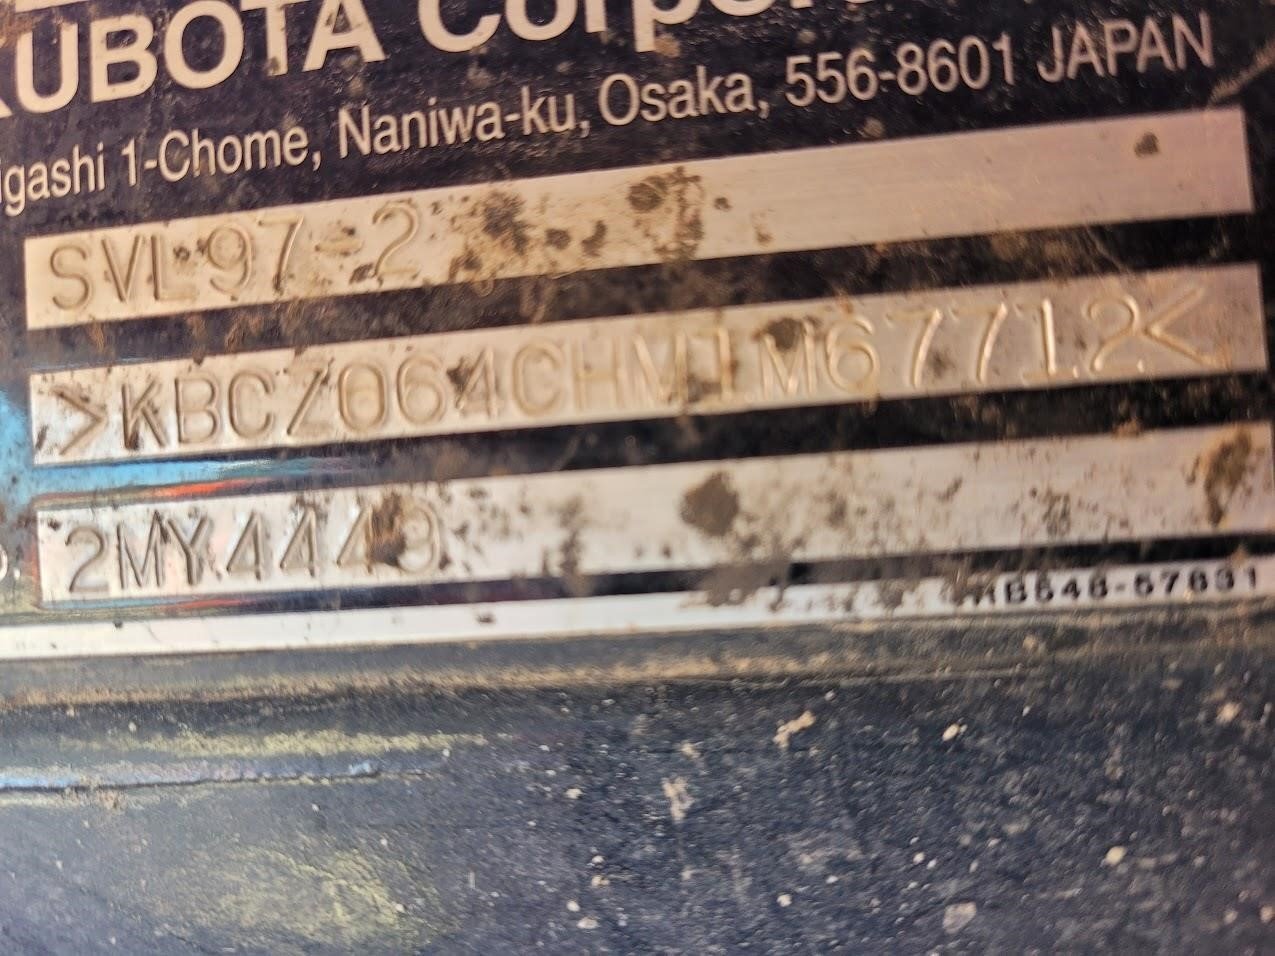 KUBOTA Corpor
igashi 1-Chome, Naniwa-ku, Osaka, 556-8601 JAPAN
SVL97-2
>KBCZ064CHM1M67712<
2MY4449
RB548-57831